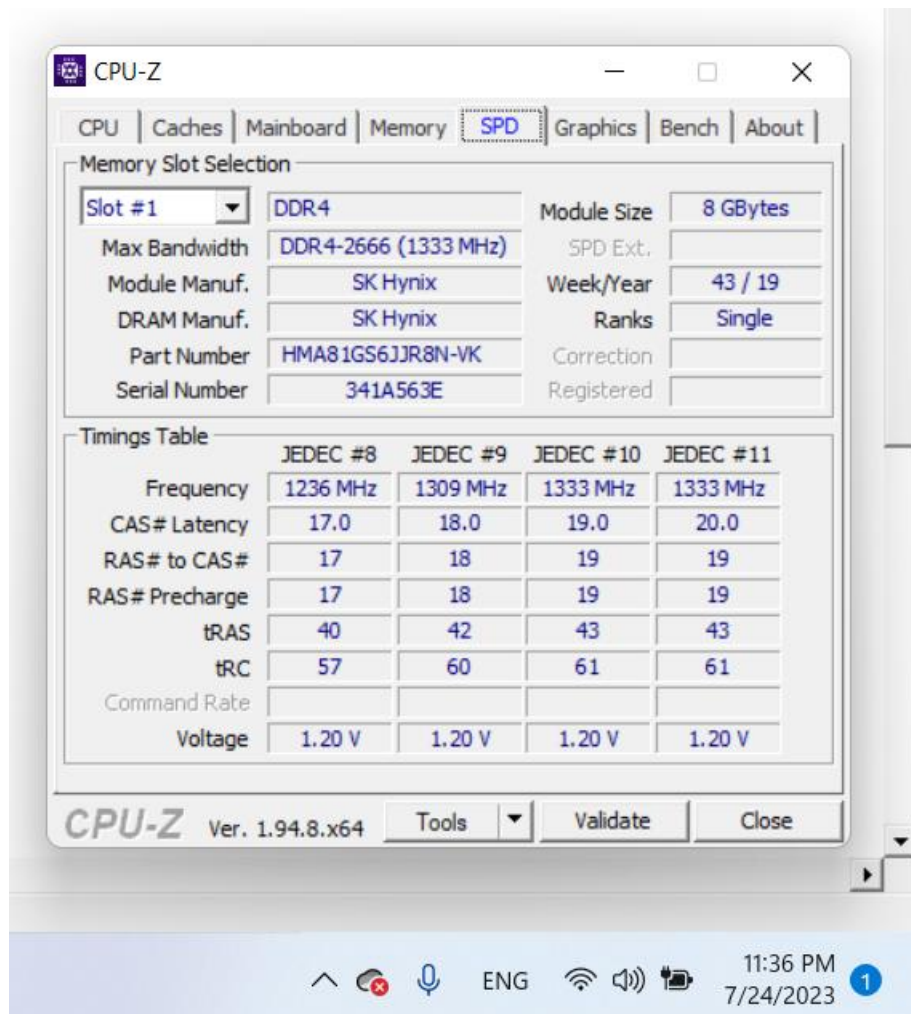 CPU-Z
CPU Caches Mainboard Memory SPD Graphics Bench About
Memory Slot Selection
Slot #1 DDR4 Module Size 8 GBytes
Max Bandwidth DDR4-2666 (1333 MHz) SPD Ext.
Module Manuf. SK Hynix Week/Year 43 / 19
DRAM Manuf. SK Hynix Ranks Single
Part Number HMA81GS6JJR8N-VK Correction
Serial Number 341A563E Registered
Timings Table
JEDEC #8 JEDEC #9 JEDEC #10 JEDEC #11
Frequency 1236 MHz 1309 MHz 1333 MHz 1333 MHz
CAS# Latency 17.0 18.0 19.0 20.0
RAS# to CAS# 17 18 19 19
RAS# Precharge 17 18 19 19
tRAS 40 42 43 43
tRC 57 60 61 61
Command Rate
Voltage 1.20 V 1.20 V 1.20 V 1.20 V
CPU-Z Ver. 1.94.8.x64 Tools Validate Close
ENG 11:36 PM 1
7/24/2023